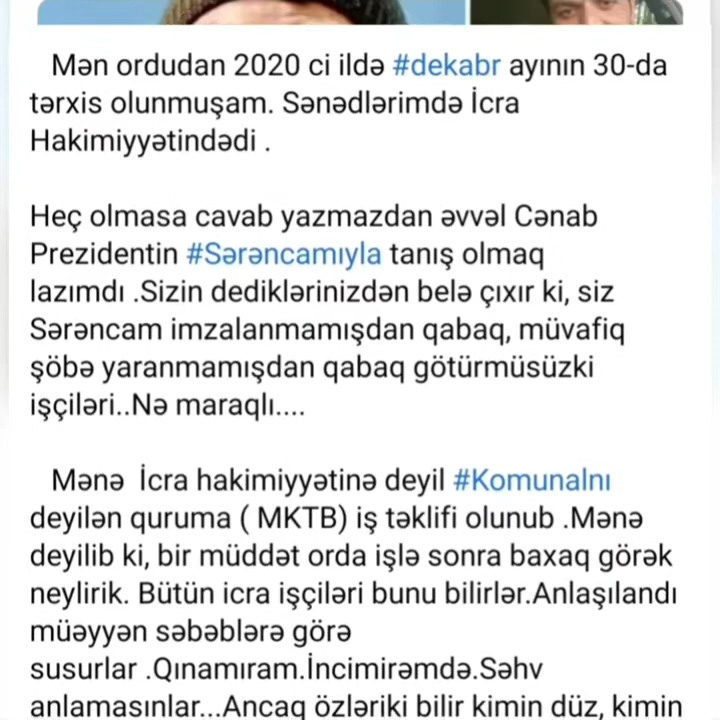 Mən ordudan 2020 ci ildə #dekabr ayının 30-da
tərxis olunmuşam. Sənədlərimdə İcra
Hakimiyyətindədi .
Heç olmasa cavab yazmazdan əvvəl Cənab
Prezidentin #Sərəncamıyla tanış olmaq
lazımdı .Sizin dediklərinizdən belə çıxır ki, siz
Sərəncam imzalanmamışdan qabaq, müvafiq
şöbə yaranmamışdan qabaq götürmüsüzki
işçiləri..Nə maraqlı....
Mənə İcra hakimiyyətinə deyil #Komunalnı
deyilən quruma ( MKTB) iş təklifi olunub .Mənə
deyilib ki, bir müddət orda işlə sonra baxaq görək
neylirik. Bütün icra işçiləri bunu bilirlər.Anlaşılandı
müəyyən səbəblərə görə
susurlar .Qınamıram.İncimirəmdə.Səhv
anlamasınlar...Ancaq özləriki bilir kimin düz, kimin